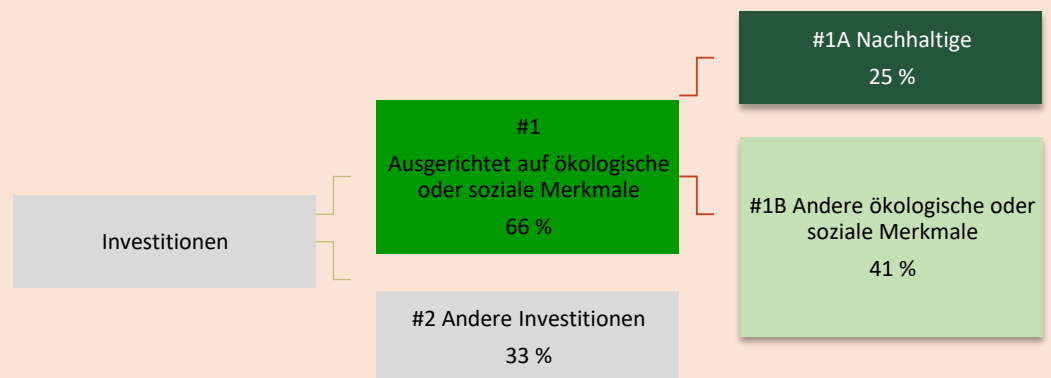 Investitionen
#1
Ausgerichtet auf ökologische
oder soziale Merkmale
66 %
#2 Andere Investitionen
33 %
#1A Nachhaltige
25 %
#1B Andere ökologische oder
soziale Merkmale
41 %